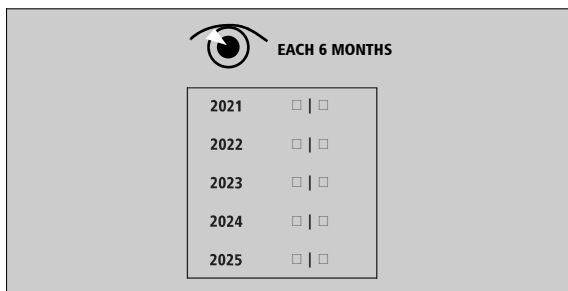 EACH 6 MONTHS
2021 □ | □
2022 □ | □
2023 □ | □
2024 □ | □
2025 □ | □